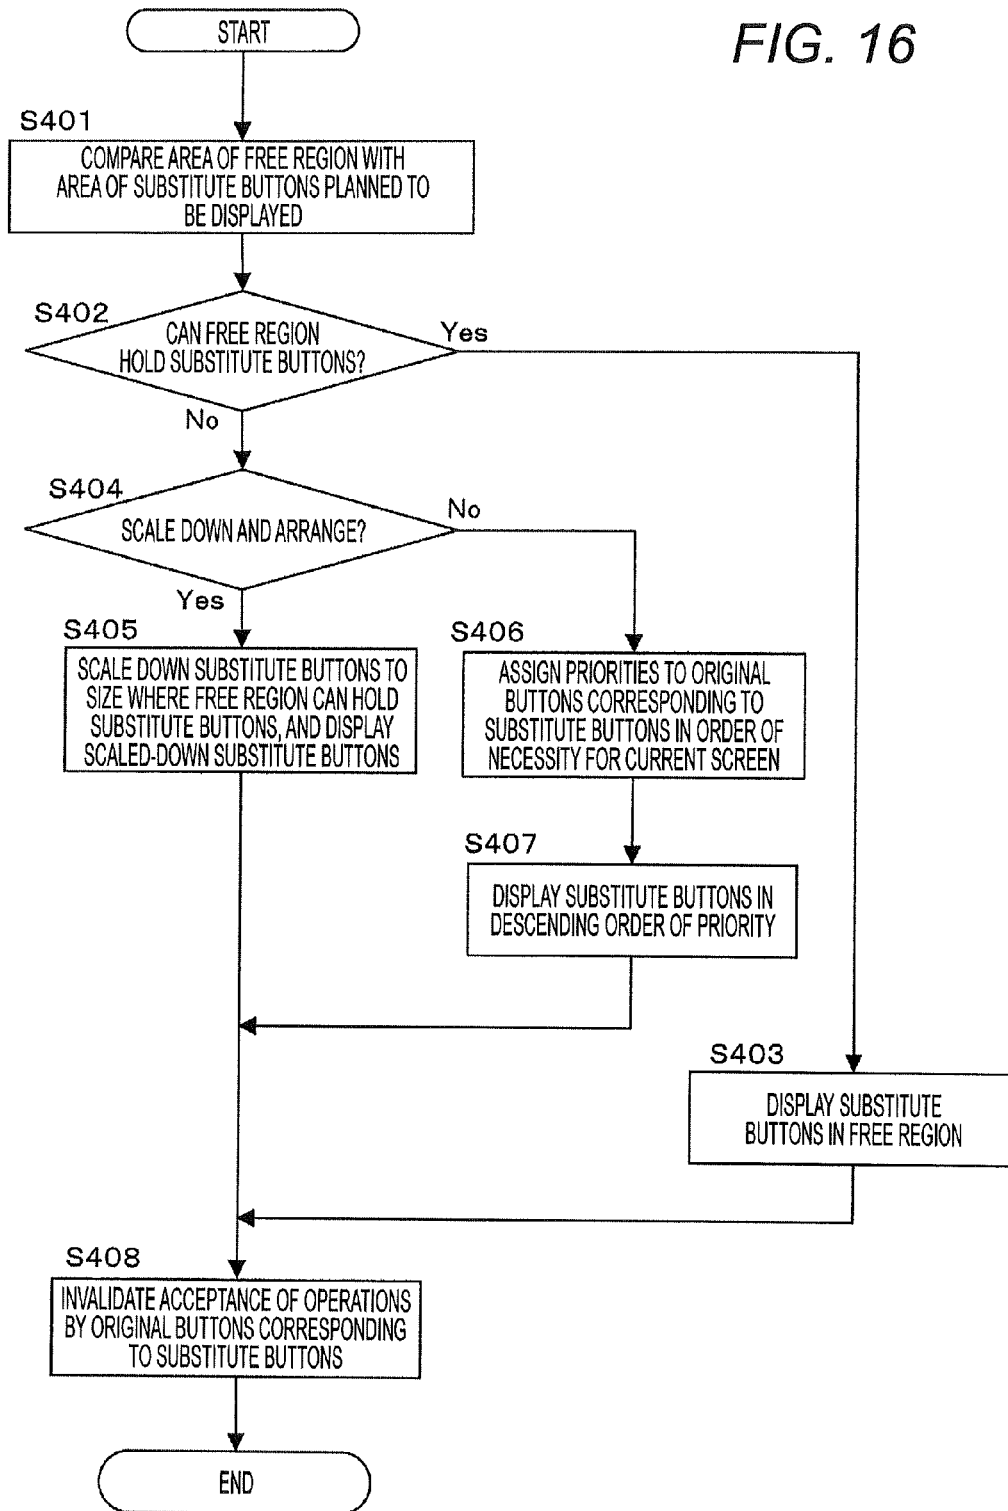 FIG. 16
START
S401
COMPARE AREA OF FREE REGION WITH
AREA OF SUBSTITUTE BUTTONS PLANNED TO
BE DISPLAYED
S402
CAN FREE REGION
HOLD SUBSTITUTE BUTTONS?
Yes
No
S404
SCALE DOWN AND ARRANGE?
No
Yes
S405
SCALE DOWN SUBSTITUTE BUTTONS TO
SIZE WHERE FREE REGION CAN HOLD
SUBSTITUTE BUTTONS, AND DISPLAY
SCALED-DOWN SUBSTITUTE BUTTONS
S406
ASSIGN PRIORITIES TO ORIGINAL
BUTTONS CORRESPONDING TO
SUBSTITUTE BUTTONS IN ORDER OF
NECESSITY FOR CURRENT SCREEN
S407
DISPLAY SUBSTITUTE BUTTONS IN
DESCENDING ORDER OF PRIORITY
S403
DISPLAY SUBSTITUTE
BUTTONS IN FREE REGION
S408
INVALIDATE ACCEPTANCE OF OPERATIONS
BY ORIGINAL BUTTONS CORRESPONDING
TO SUBSTITUTE BUTTONS
END